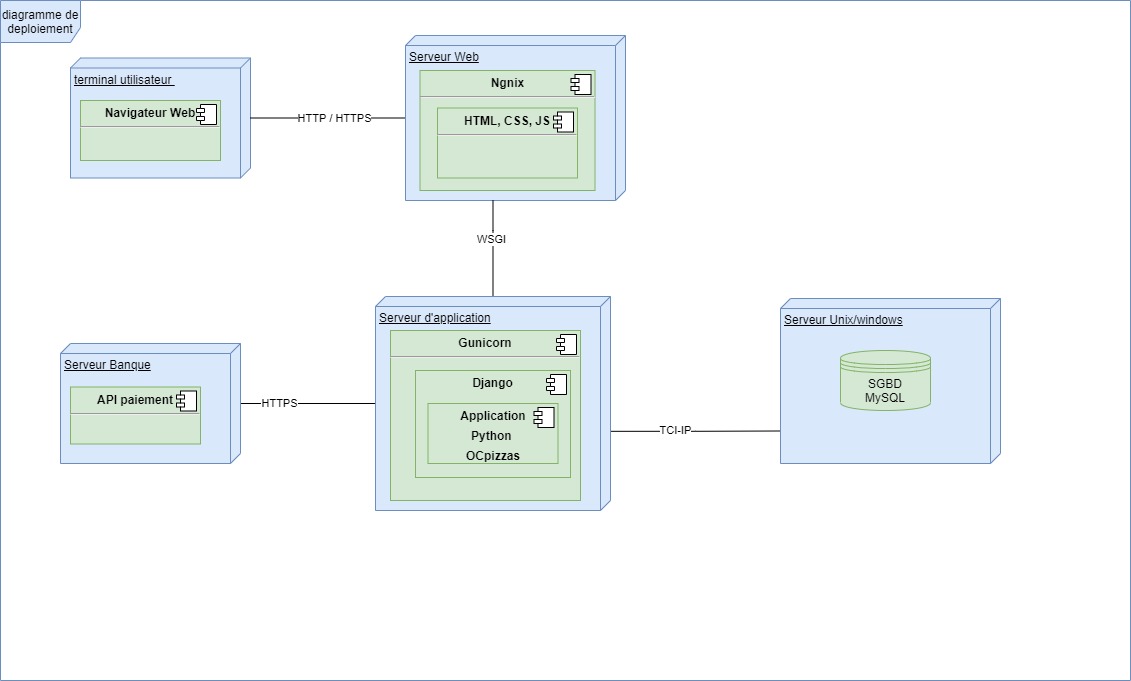 diagramme de
deploiement
terminal utilisateur
Navigateur Web
HTTP / HTTPS
Serveur Web
Ngnix
HTML, CSS, JS
WSGI
Serveur Banque
API paiement
HTTPS
Serveur d'application
Gunicorn
Django
Application
Python
OCpizzas
TCI-IP
Serveur Unix/windows
SGBD
MySQL